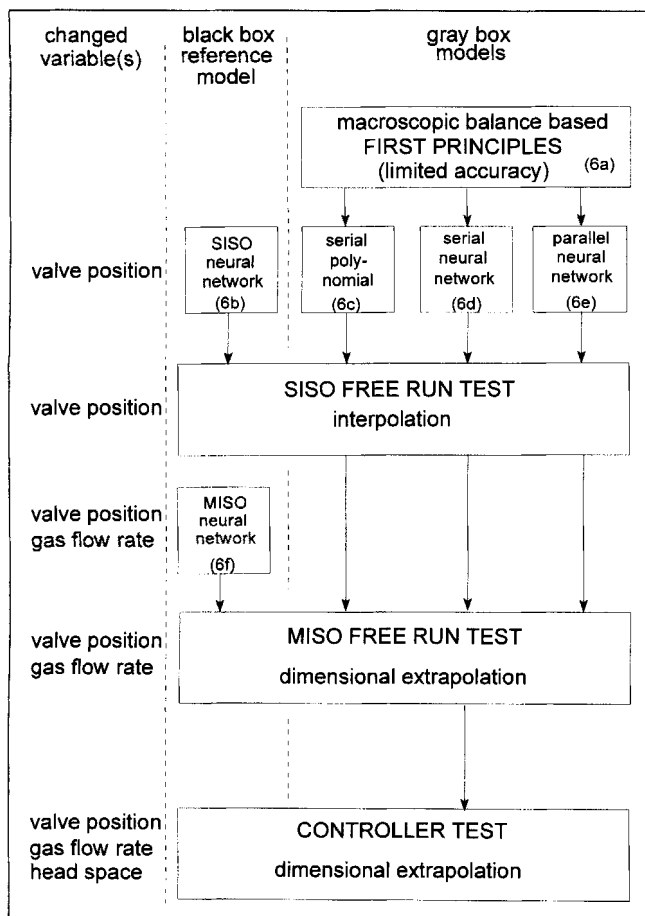 changed
variable(s)
black box
reference
model
gray box
models
macroscopic balance based
FIRST PRINCIPLES
(limited accuracy)
(6a)
valve position
SISO
neural
network
(6b)
serial
poly-
nomial
(6c)
serial
neural
network
(6d)
parallel
neural
network
(6e)
valve position
SISO FREE RUN TEST
interpolation
valve position
gas flow rate
MISO
neural
network
(6f)
valve position
gas flow rate
MISO FREE RUN TEST
dimensional extrapolation
valve position
gas flow rate
head space
CONTROLLER TEST
dimensional extrapolation